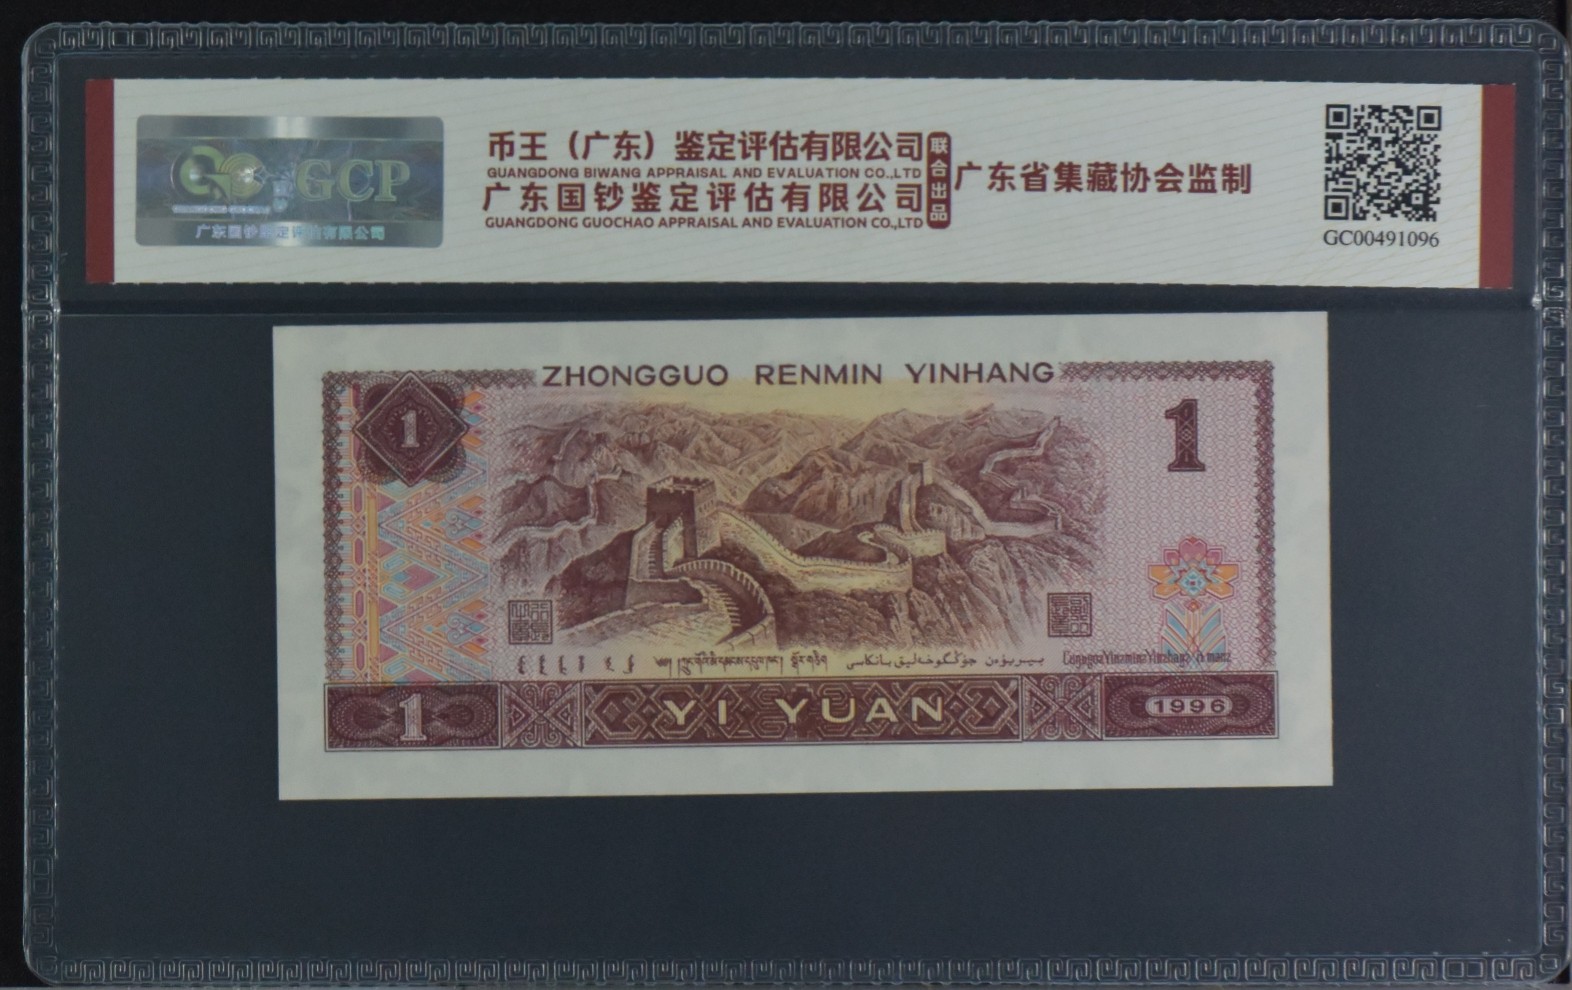 GCP
广东国钞鉴定评估有限公司
币王（广东）鉴定评估有限公司
GUANGDONG BIWANG APPRAISAL AND EVALUATION CO.,LTD
广东国钞鉴定评估有限公司
GUANGDONG GUOCHAO APPRAISAL AND EVALUATION CO.,LTD
联合出品
广东省集藏协会监制
GC00491096
ZHONGGUO RENMIN YINHANG
1
1
YI YUAN
1
1996